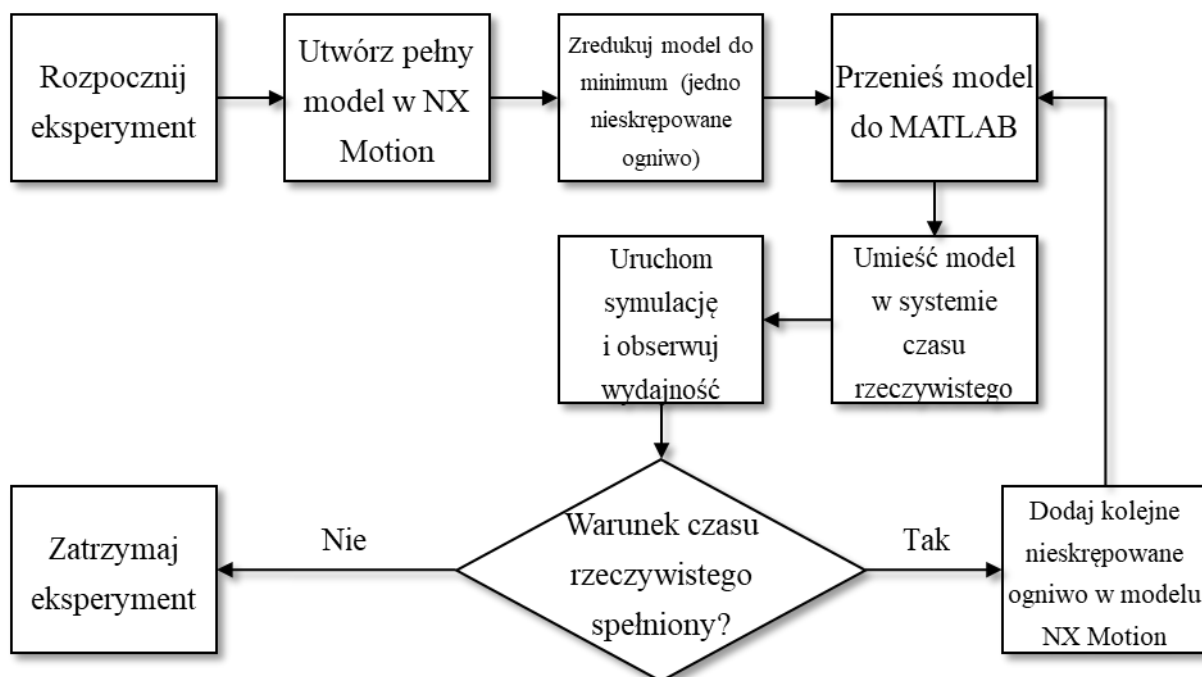 Rozpocznij
eksperyment
Utwórz pełny
model w NX
Motion
Zredukuj model do
minimum (jedno
nieskrępowane
ogniwo)
Przenieś model
do MATLAB
Umieść model
w systemie
czasu
rzeczywistego
Uruchom
symulację
i obserwuj
wydajność
Warunek czasu
rzeczywistego
spełniony?
Nie
Zatrzymaj
eksperyment
Tak
Dodaj kolejne
nieskrępowane
ogniwo w modelu
NX Motion